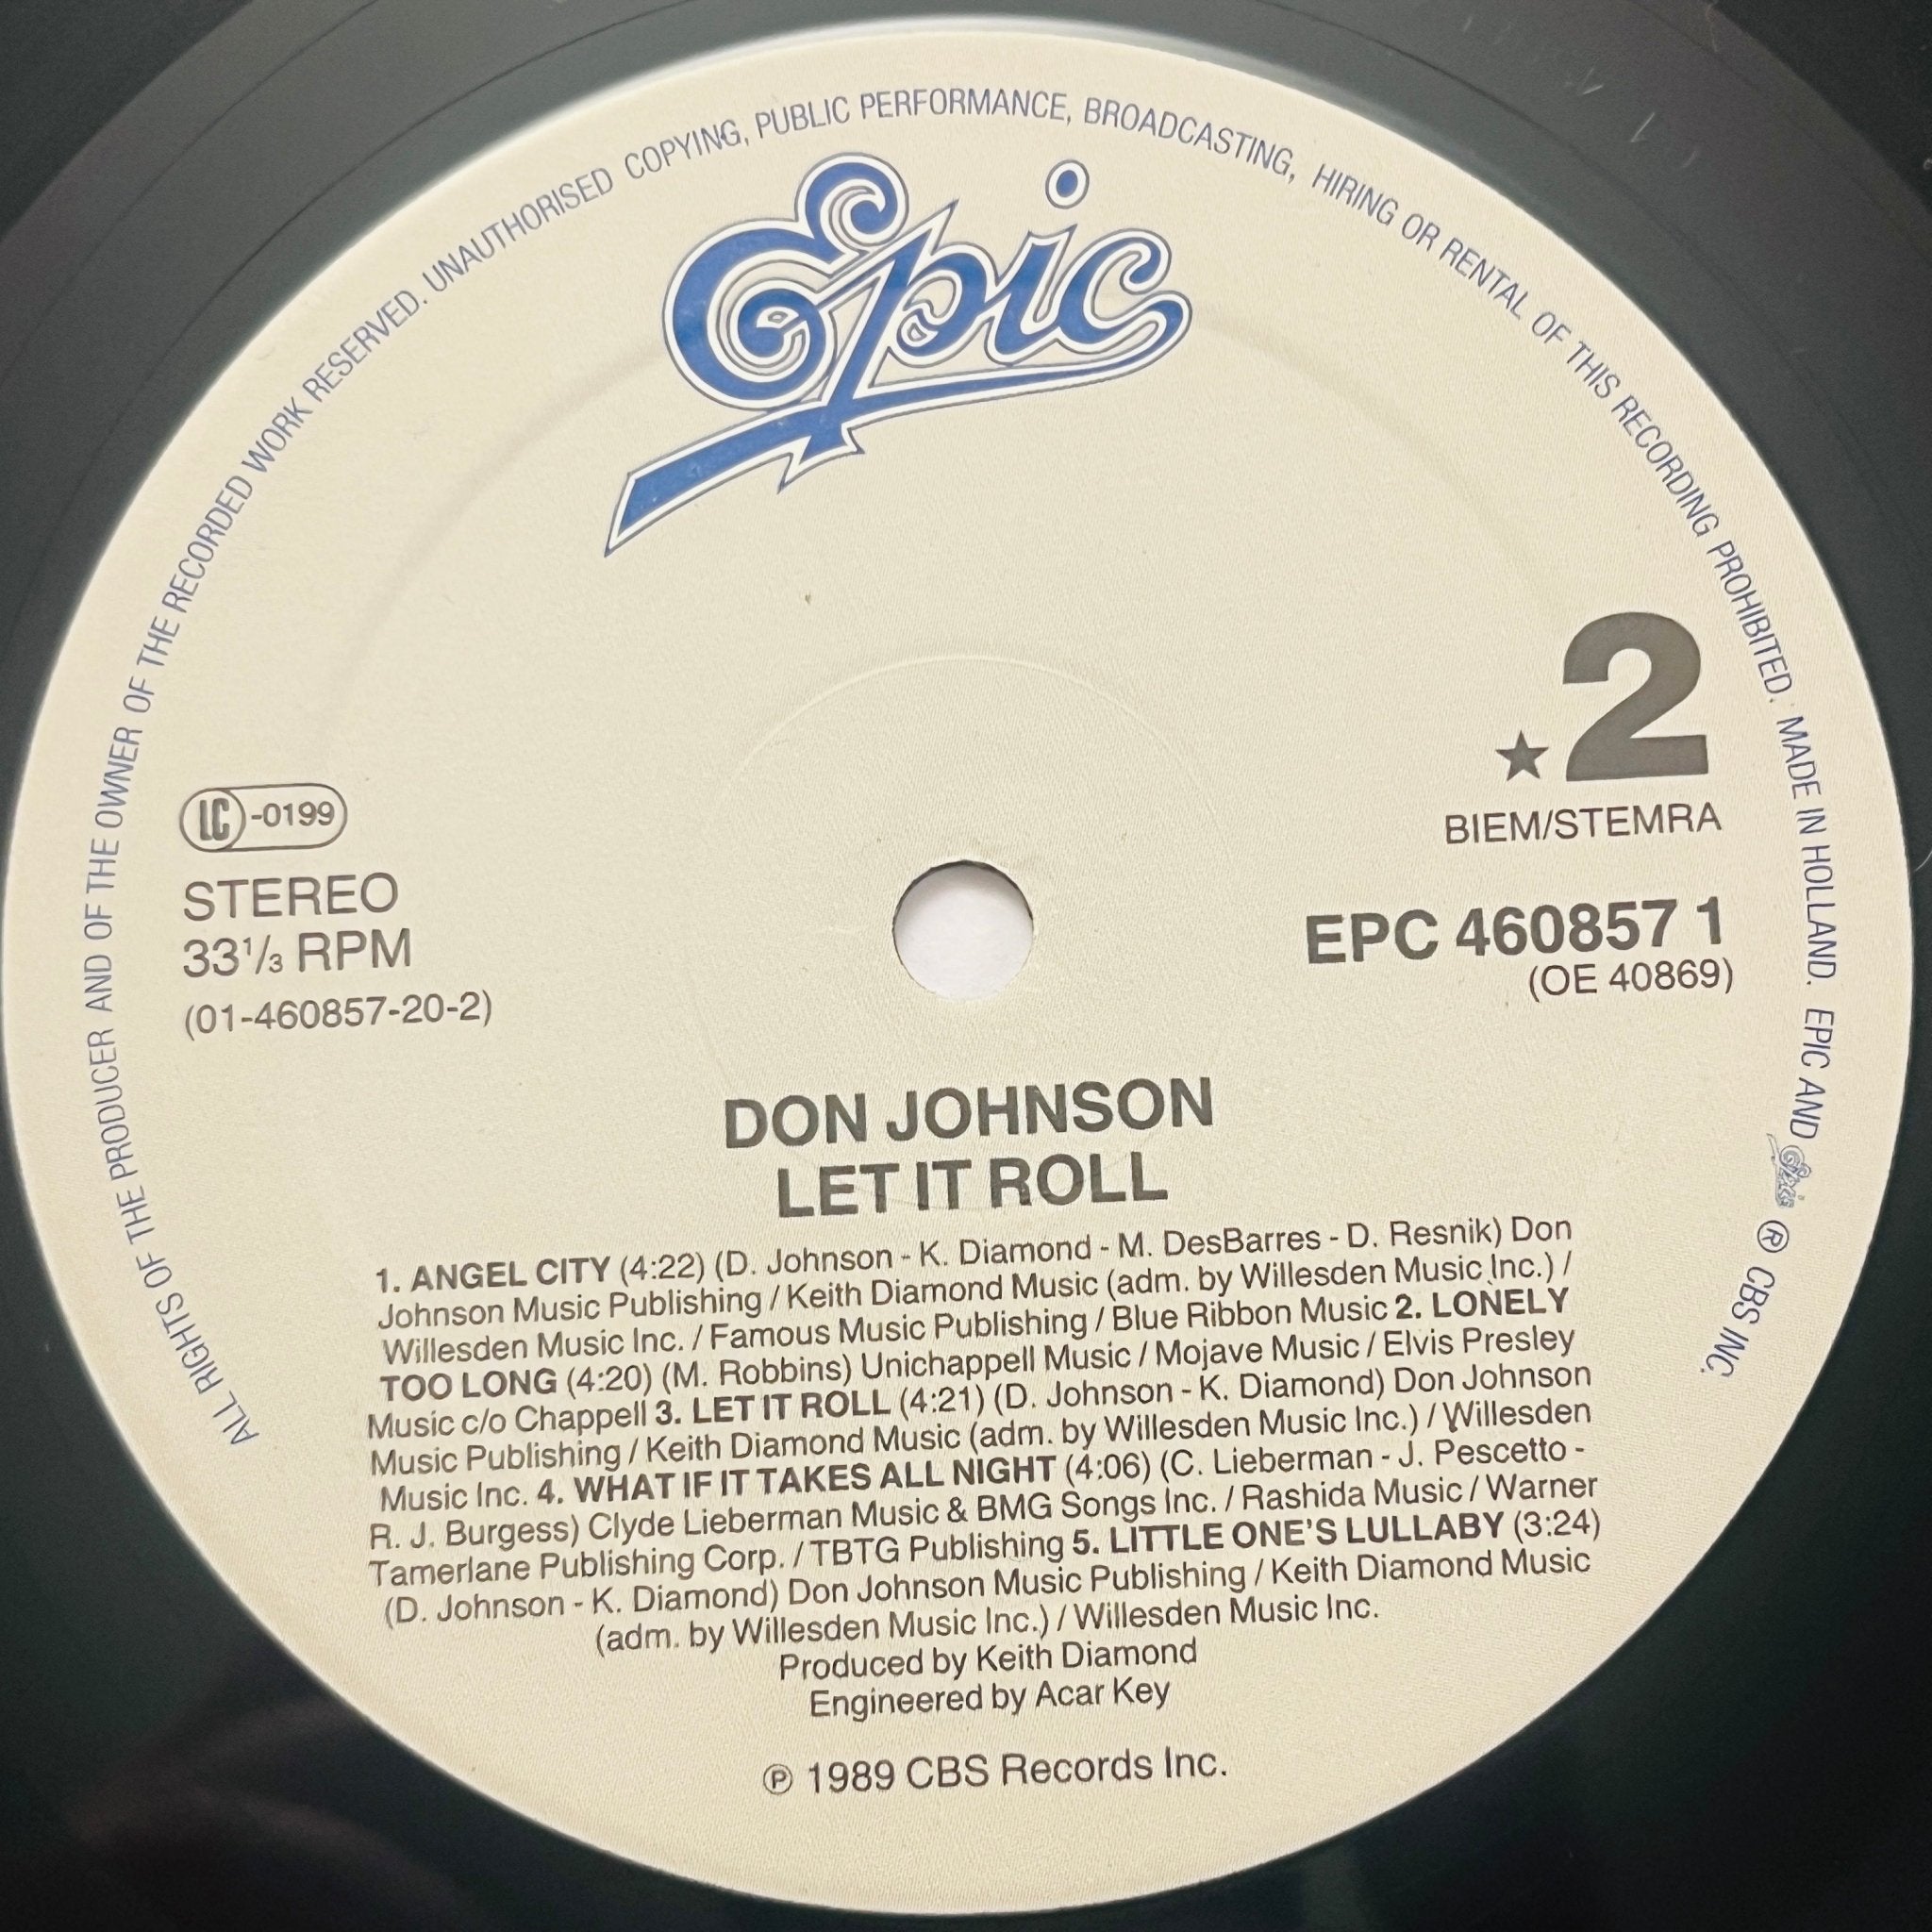 ALL RIGHTS OF THE PRODUCER AND OF THE OWNER OF THE RECORDED WORK RESERVED. UNAUTHORISED COPYING, PUBLIC PERFORMANCE, BROADCASTING, HIRING OR RENTAL OF THIS RECORDING PROHIBITED. MADE IN HOLLAND. EPIC AND Epic ® CBS INC.
Epic
★2
BIEM/STEMRA
LC-0199
STEREO
33⅓ RPM
(01-460857-20-2)
EPC 460857 1
(OE 40869)
DON JOHNSON
LET IT ROLL
1. ANGEL CITY (4:22) (D. Johnson - K. Diamond - M. DesBarres - D. Resnik) Don
Johnson Music Publishing / Keith Diamond Music (adm. by Willesden Music Inc.) /
Willesden Music Inc. / Famous Music Publishing / Blue Ribbon Music 2. LONELY
TOO LONG (4:20) (M. Robbins) Unichappell Music / Mojave Music / Elvis Presley
Music c/o Chappell 3. LET IT ROLL (4:21) (D. Johnson - K. Diamond) Don Johnson
Music Publishing / Keith Diamond Music (adm. by Willesden Music Inc.) / Willesden
Music Inc. 4. WHAT IF IT TAKES ALL NIGHT (4:06) (C. Lieberman - J. Pescetto -
R. J. Burgess) Clyde Lieberman Music & BMG Songs Inc. / Rashida Music / Warner
Tamerlane Publishing Corp. / TBTG Publishing 5. LITTLE ONE'S LULLABY (3:24)
(D. Johnson - K. Diamond) Don Johnson Music Publishing / Keith Diamond Music
(adm. by Willesden Music Inc.) / Willesden Music Inc.
Produced by Keith Diamond
Engineered by Acar Key
℗ 1989 CBS Records Inc.